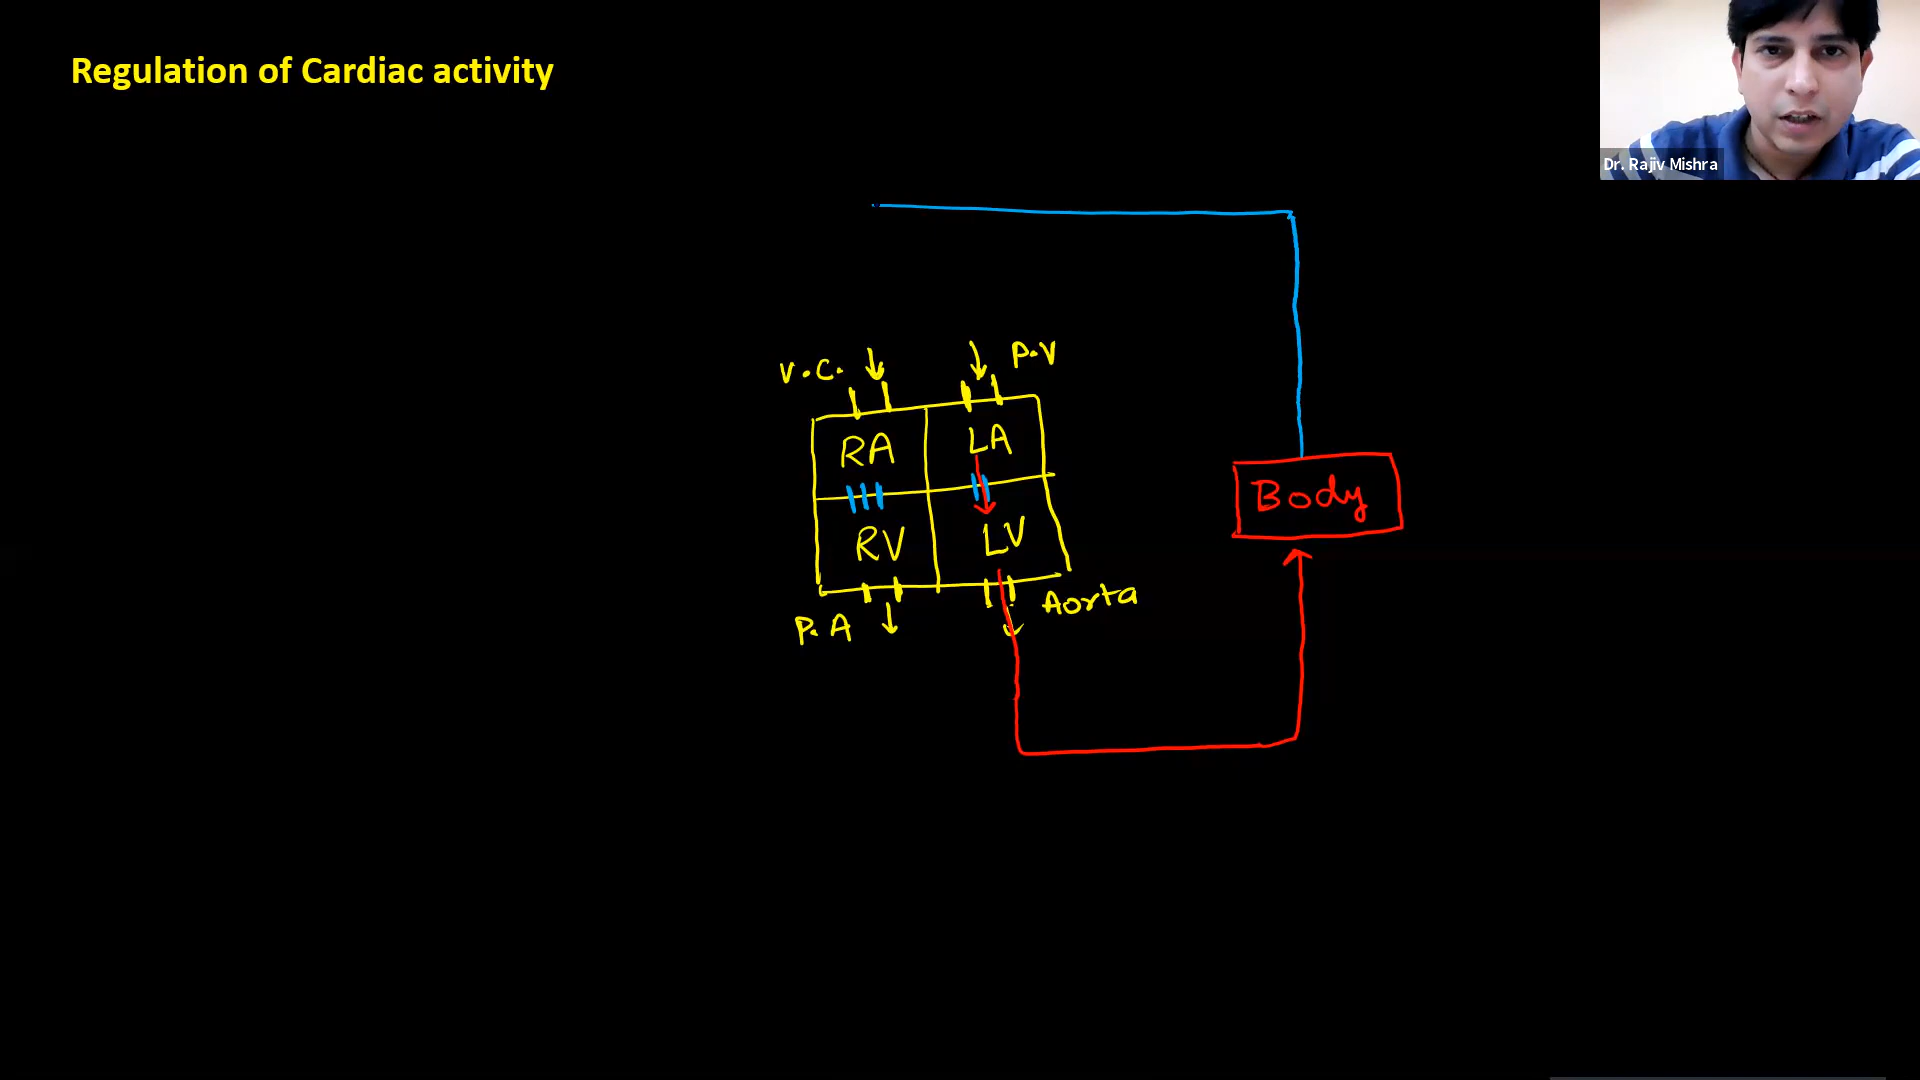 Regulation of Cardiac activity
Dr. Rajiv Mishra
V.C.
P.V
RA
LA
RV
LV
Body
P.A
Aorta